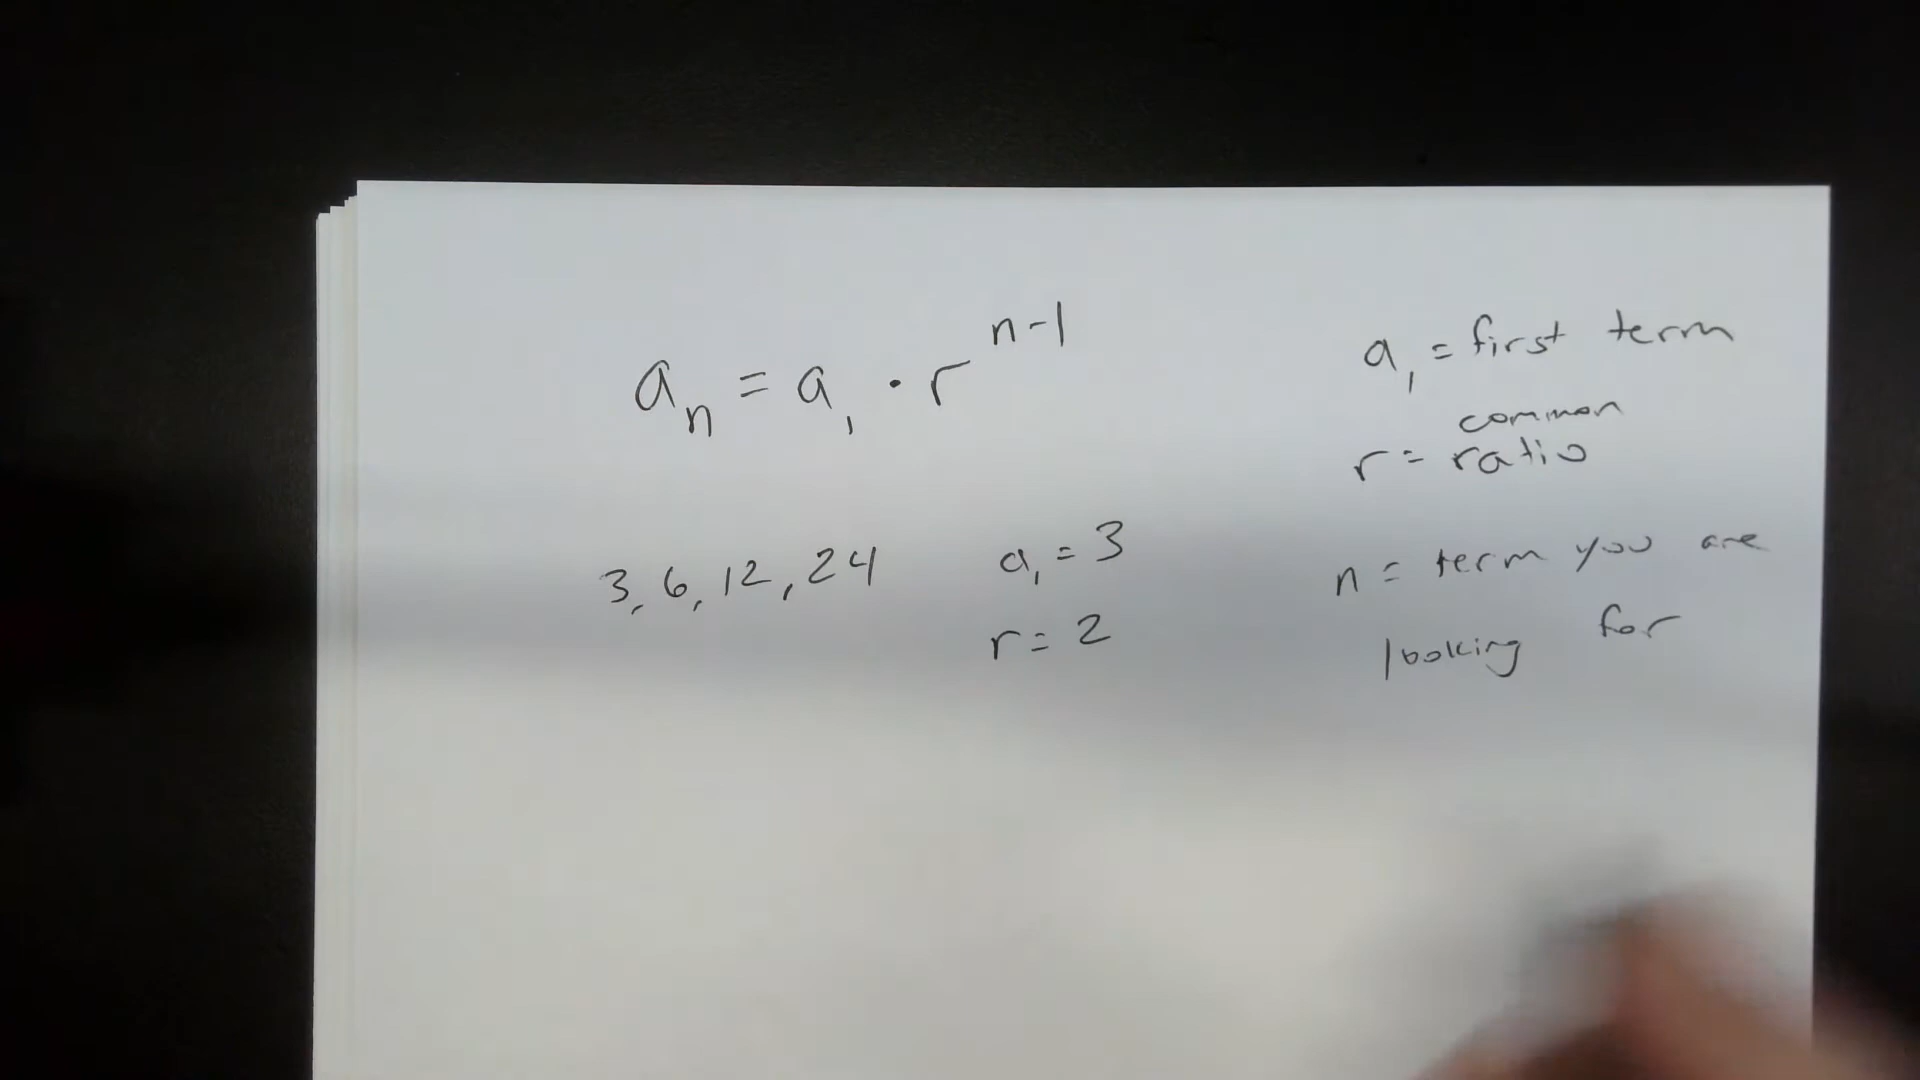 aₙ = a₁ · rⁿ⁻¹
3, 6, 12, 24
a₁ = 3
r = 2
a₁ = first term
common
r = ratio
n = term you are
looking for